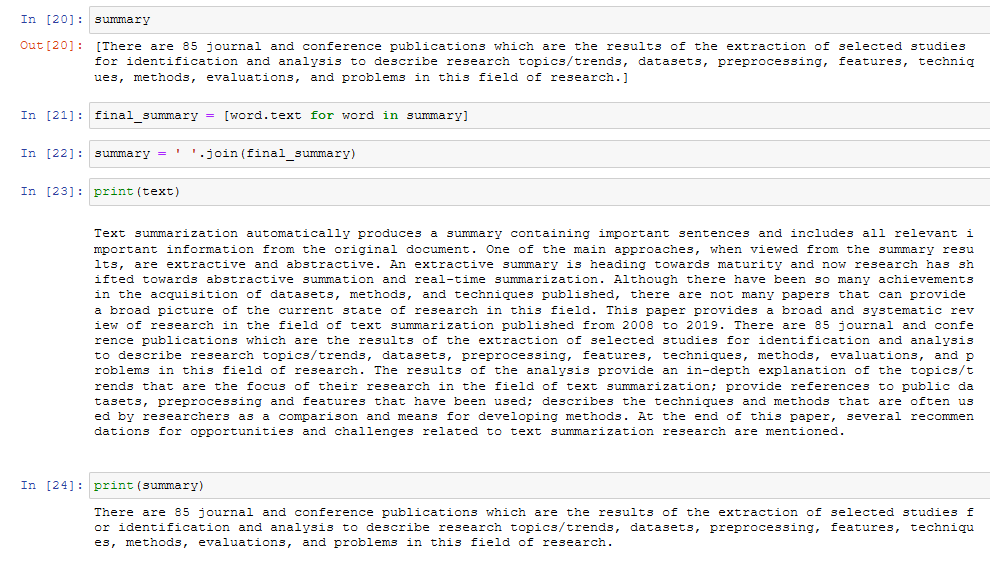 In [20]: summary
Out[20]: [There are 85 journal and conference publications which are the results of the extraction of selected studies
for identification and analysis to describe research topics/trends, datasets, preprocessing, features, techniq
ues, methods, evaluations, and problems in this field of research.]
In [21]: final_summary = [word.text for word in summary]
In [22]: summary = ' '.join(final_summary)
In [23]: print(text)
Text summarization automatically produces a summary containing important sentences and includes all relevant i
mportant information from the original document. One of the main approaches, when viewed from the summary resu
lts, are extractive and abstractive. An extractive summary is heading towards maturity and now research has sh
ifted towards abstractive summation and real-time summarization. Although there have been so many achievements
in the acquisition of datasets, methods, and techniques published, there are not many papers that can provide
a broad picture of the current state of research in this field. This paper provides a broad and systematic rev
iew of research in the field of text summarization published from 2008 to 2019. There are 85 journal and confe
rence publications which are the results of the extraction of selected studies for identification and analysis
to describe research topics/trends, datasets, preprocessing, features, techniques, methods, evaluations, and p
roblems in this field of research. The results of the analysis provide an in-depth explanation of the topics/t
rends that are the focus of their research in the field of text summarization; provide references to public da
tasets, preprocessing and features that have been used; describes the techniques and methods that are often us
ed by researchers as a comparison and means for developing methods. At the end of this paper, several recommen
dations for opportunities and challenges related to text summarization research are mentioned.
In [24]: print(summary)
There are 85 journal and conference publications which are the results of the extraction of selected studies f
or identification and analysis to describe research topics/trends, datasets, preprocessing, features, techniqu
es, methods, evaluations, and problems in this field of research.